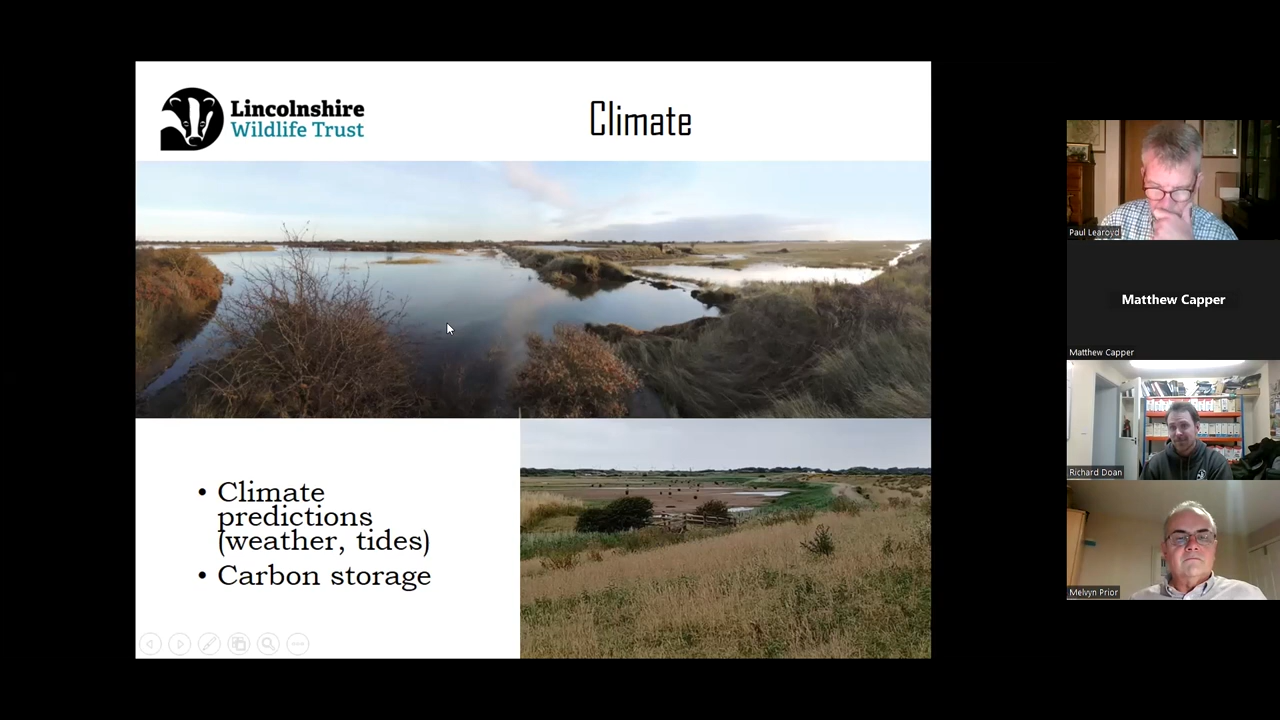 Lincolnshire
Wildlife Trust
Climate
• Climate
predictions
(weather, tides)
• Carbon storage
Paul Learoyd
Matthew Capper
Matthew Capper
Richard Doan
Melvyn Prior